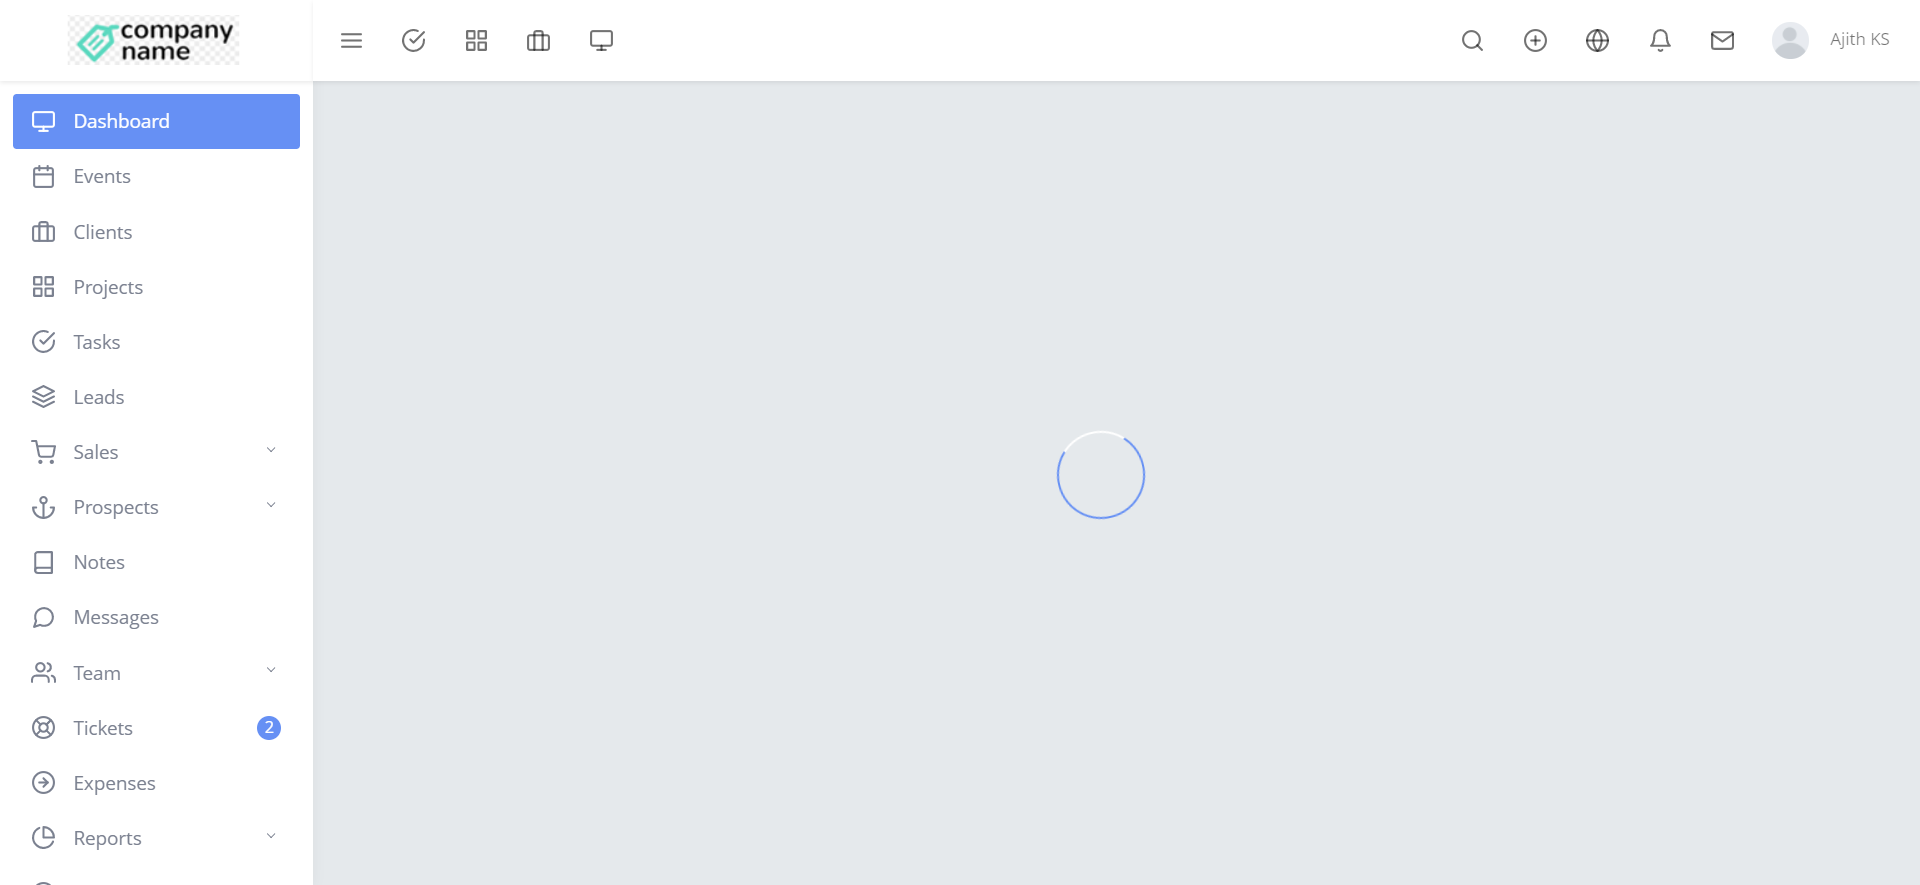 company
name
Ajith KS
Dashboard
Events
Clients
Projects
Tasks
Leads
Sales
Prospects
Notes
Messages
Team
Tickets
2
Expenses
Reports